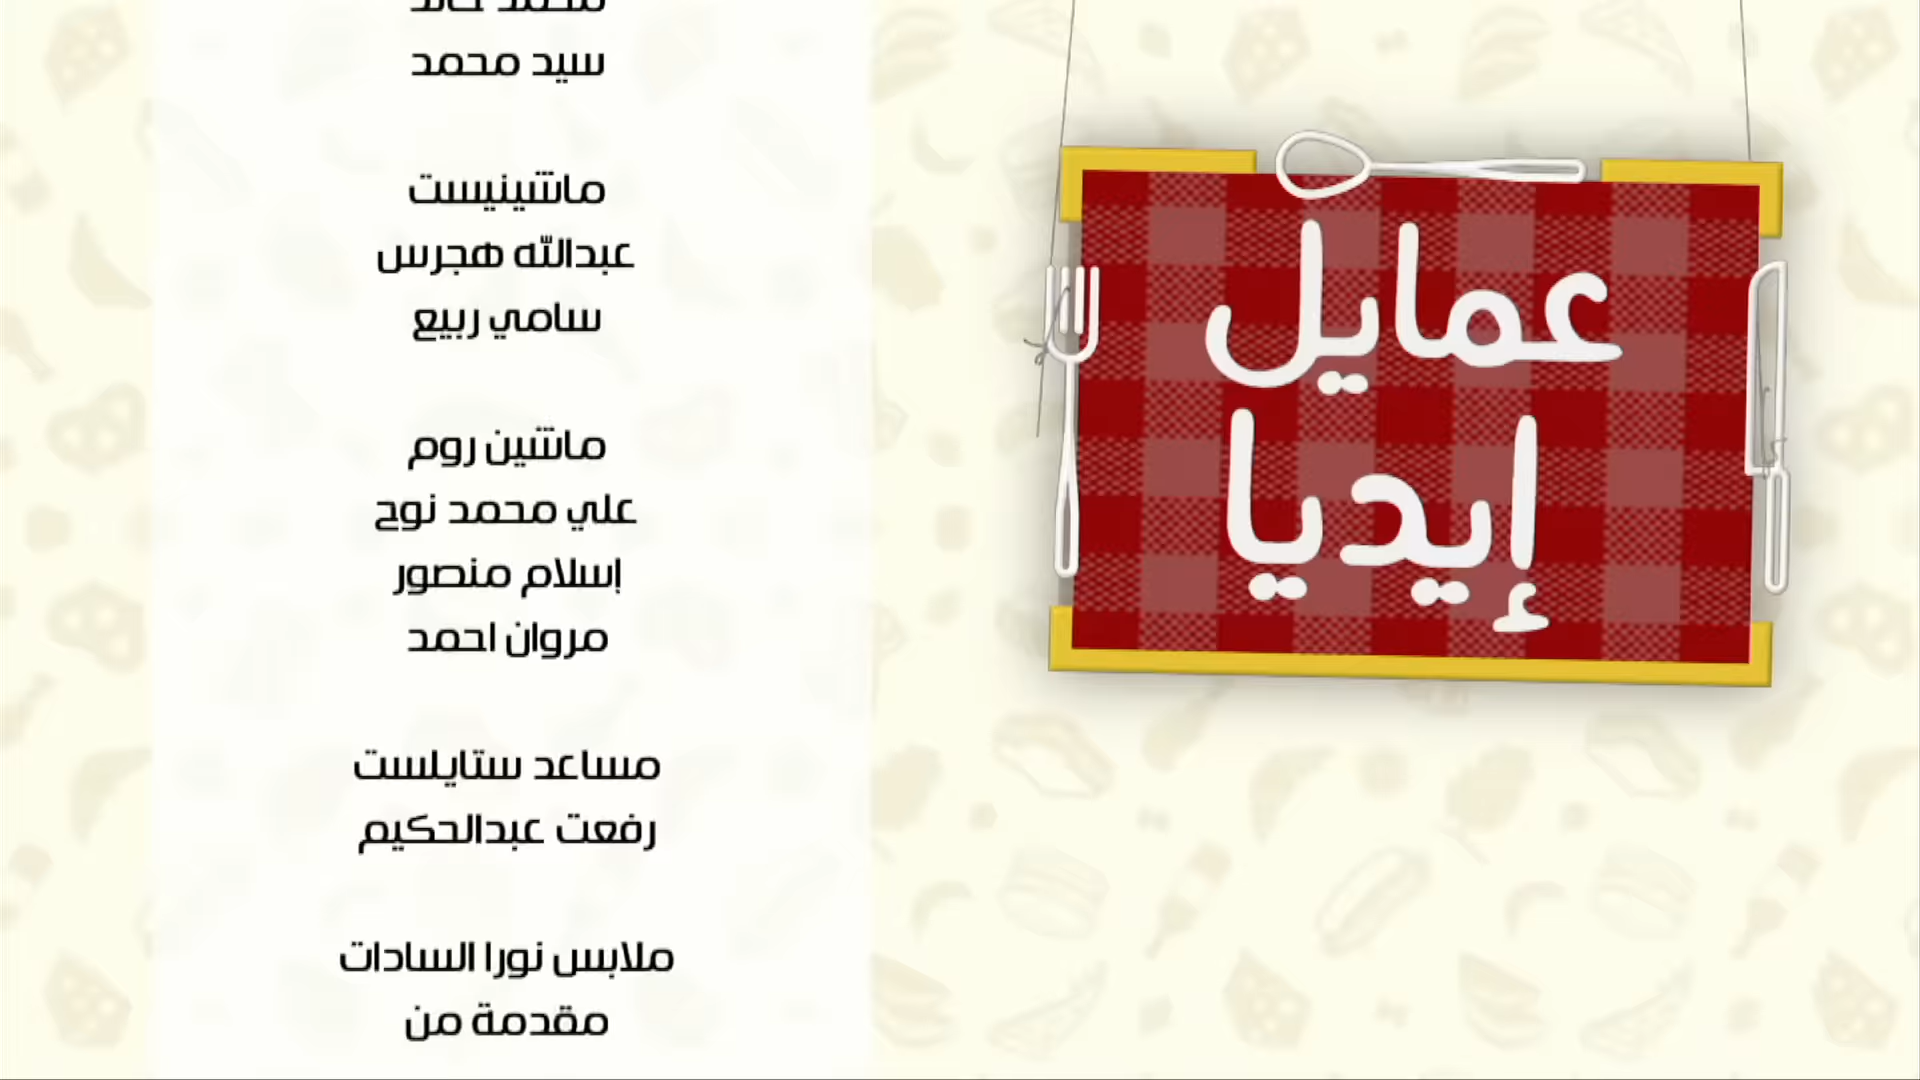 سيد محمد
ماشينيست
عبدالله هجرس
سامي ربيع
ماشين روم
علي محمد نوح
إسلام منصور
مروان احمد
مساعد ستايلست
رفعت عبدالحكيم
ملابس نورا السادات
مقدمة من
عمايل
إيديا